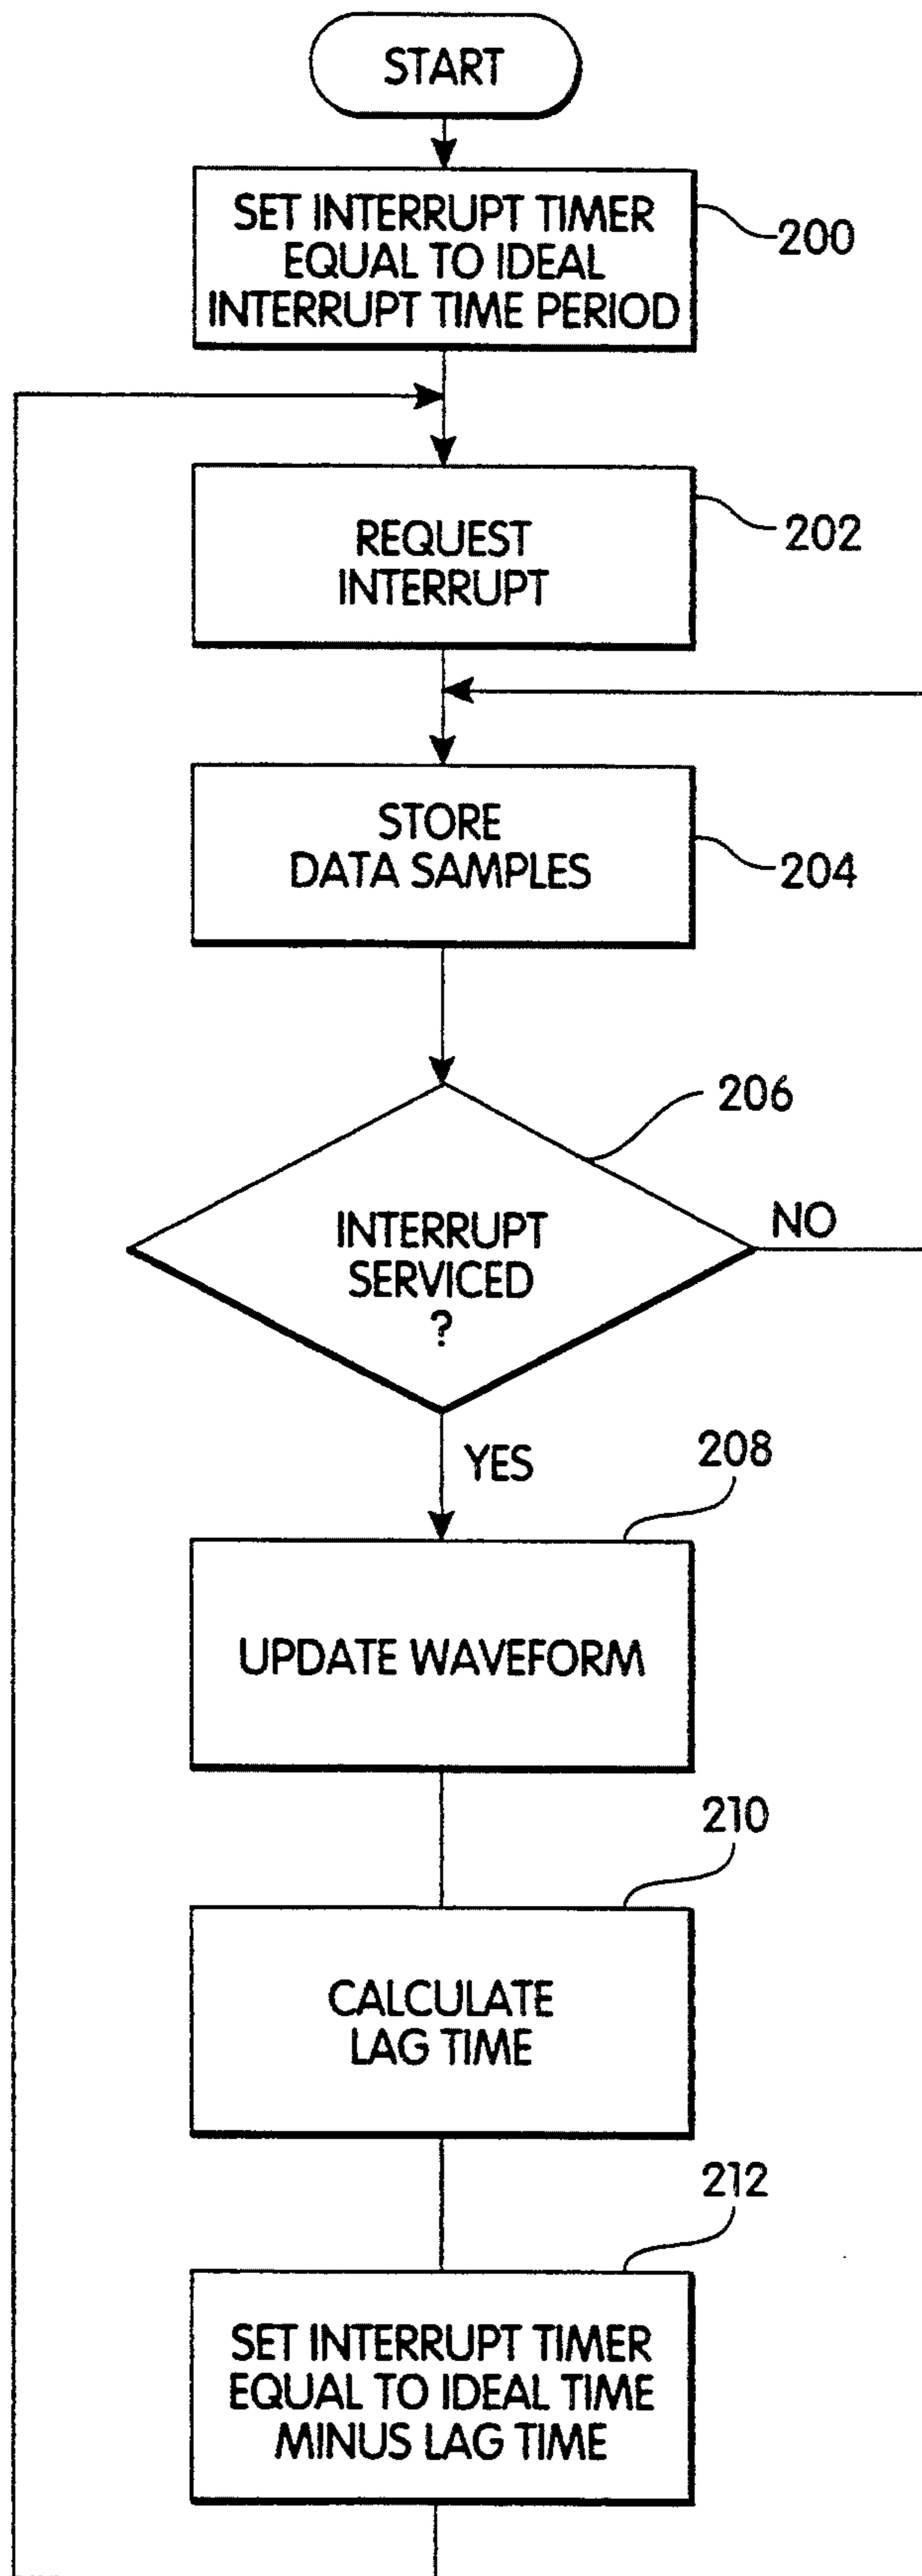 START
SET INTERRUPT TIMER
EQUAL TO IDEAL
INTERRUPT TIME PERIOD
200
REQUEST
INTERRUPT
202
STORE
DATA SAMPLES
204
206
INTERRUPT
SERVICED
?
NO
YES
208
UPDATE WAVEFORM
210
CALCULATE
LAG TIME
212
SET INTERRUPT TIMER
EQUAL TO IDEAL TIME
MINUS LAG TIME